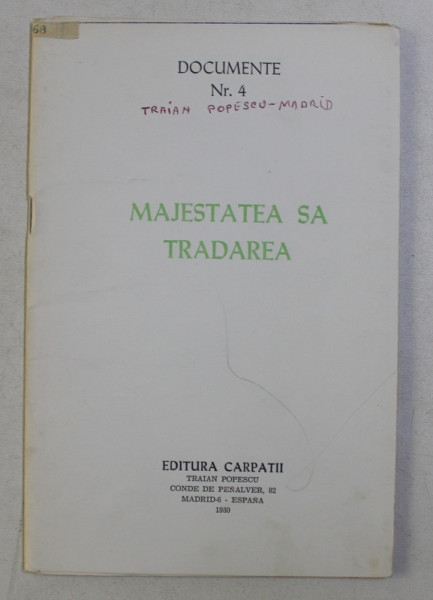 68
DOCUMENTE
Nr. 4
TRAIAN POPESCU-MADRID
MAJESTATEA SA
TRADAREA
EDITURA CARPATII
TRAIAN POPESCU
CONDE DE PEÑALVER, 82
MADRID-6 - ESPAÑA
1980